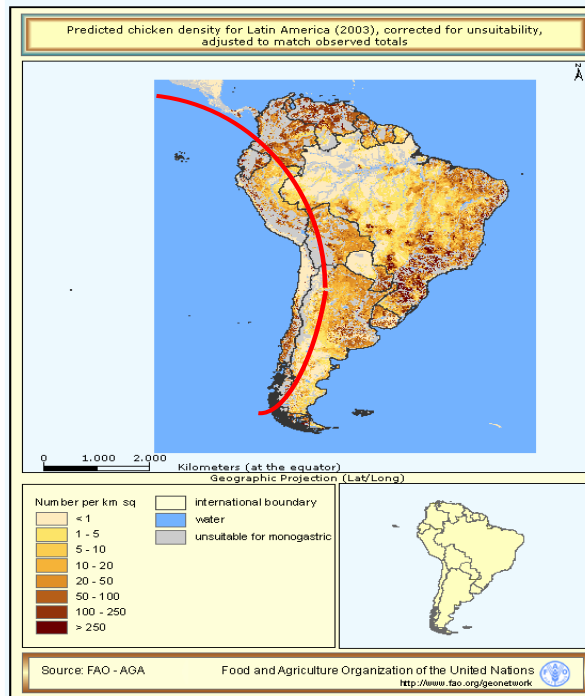 Predicted chicken density for Latin America (2003), corrected for unsuitability,
adjusted to match observed totals
N
0 1.000 2.000
Kilometers (at the equator)
Geographic Projection (Lat/Long)
Number per km sq
< 1
1 - 5
5 - 10
10 - 20
20 - 50
50 - 100
100 - 250
> 250
international boundary
water
unsuitable for monogastric
Source: FAO - AGA
Food and Agriculture Organization of the United Nations
http://www.fao.org/geonetwork